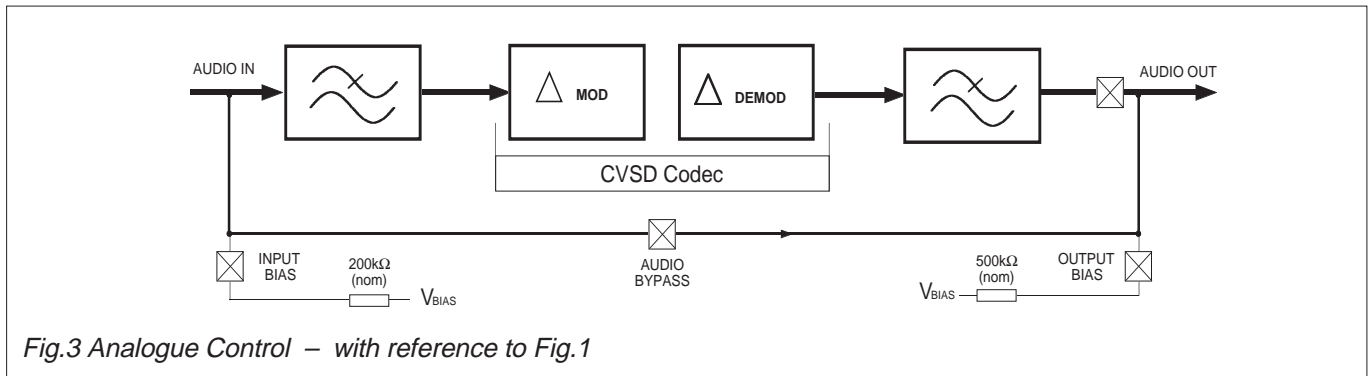 AUDIO IN
△ MOD
△ DEMOD
AUDIO OUT
CVSD Codec
INPUT
BIAS
200kΩ
(nom)
VBIAS
AUDIO
BYPASS
500kΩ
(nom)
VBIAS
OUTPUT
BIAS
Fig.3 Analogue Control – with reference to Fig.1